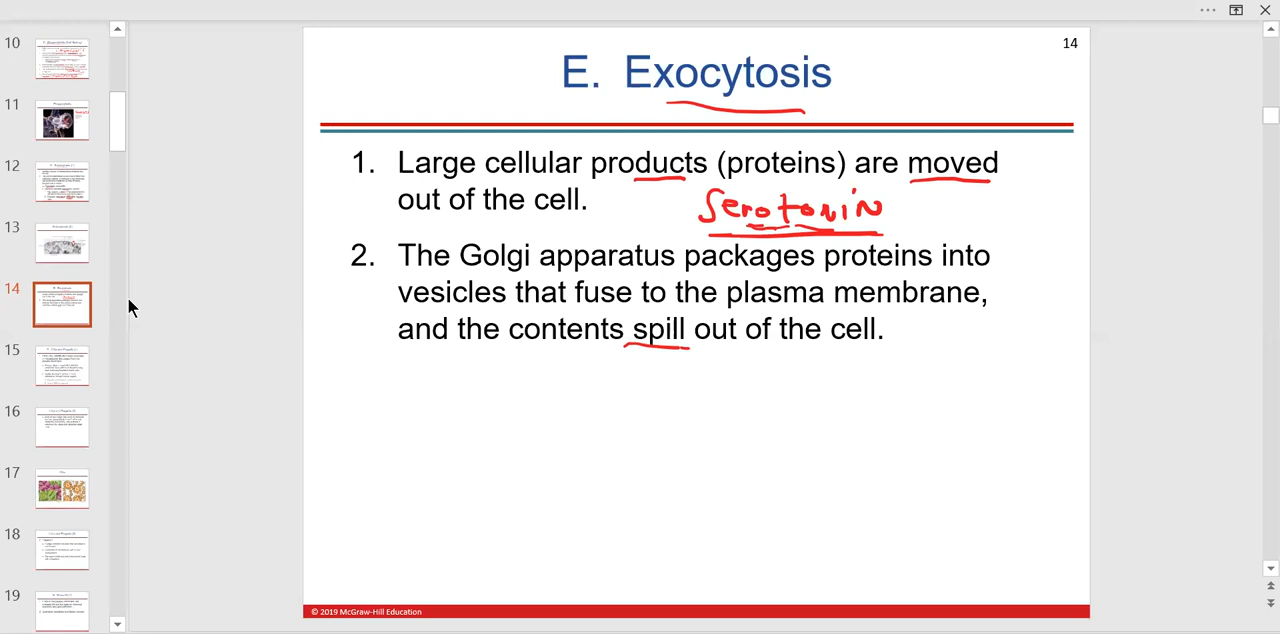 14
E. Exocytosis
1. Large cellular products (proteins) are moved
out of the cell.
Serotonin
2. The Golgi apparatus packages proteins into
vesicles that fuse to the plasma membrane,
and the contents spill out of the cell.
© 2019 McGraw-Hill Education
10
11
12
13
14
15
16
17
18
19